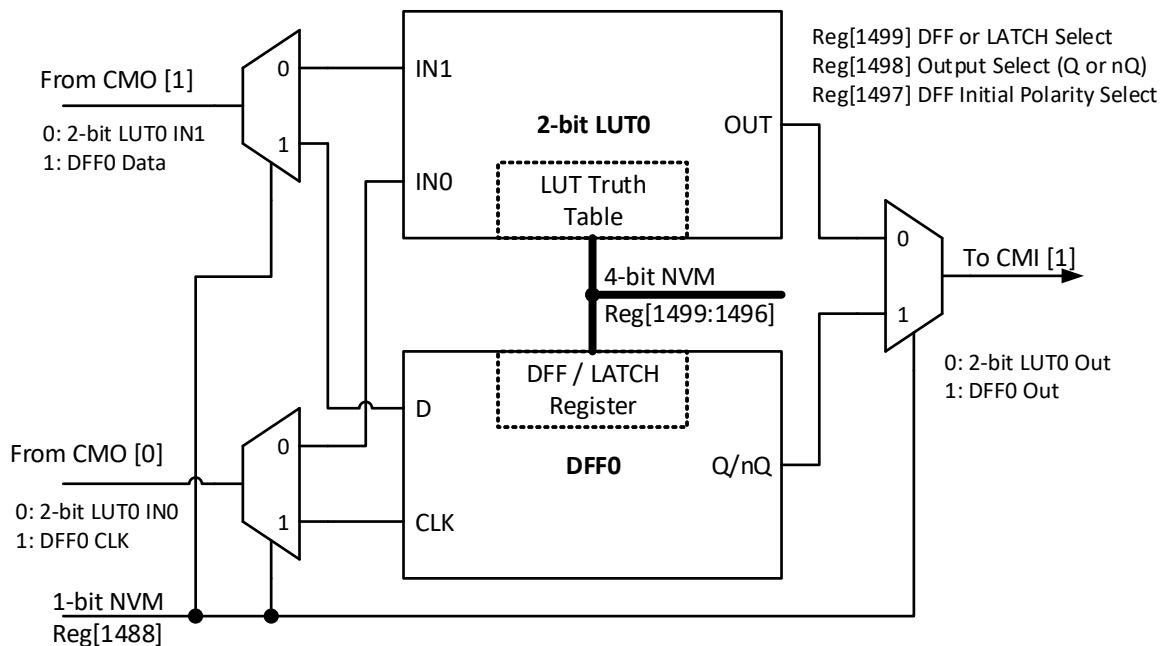 Reg[1499] DFF or LATCH Select
Reg[1498] Output Select (Q or nQ)
Reg[1497] DFF Initial Polarity Select
From CMO [1]
0: 2-bit LUT0 IN1
1: DFF0 Data
0
1
IN1
IN0
2-bit LUT0
OUT
LUT Truth
Table
4-bit NVM
Reg[1499:1496]
0
1
To CMI [1]
0: 2-bit LUT0 Out
1: DFF0 Out
DFF / LATCH
Register
D
CLK
DFF0
Q/nQ
From CMO [0]
0: 2-bit LUT0 IN0
1: DFF0 CLK
0
1
1-bit NVM
Reg[1488]